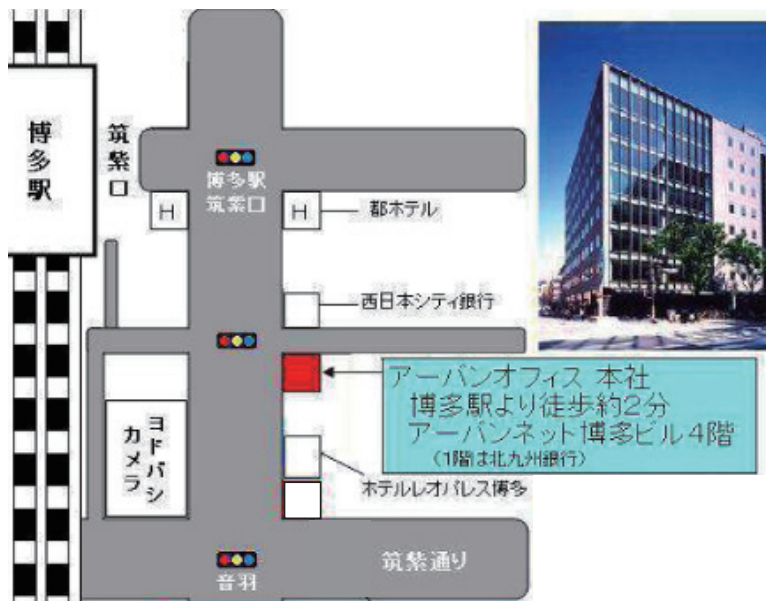 博多駅
筑紫口
博多駅
筑紫口
H
H
都ホテル
西日本シティ銀行
アーバンオフィス 本社
博多駅より徒歩約2分
アーバンネット博多ビル4階
(1階は北九州銀行)
ヨドバシ
カメラ
ホテルレオパレス博多
筑紫通り
音羽